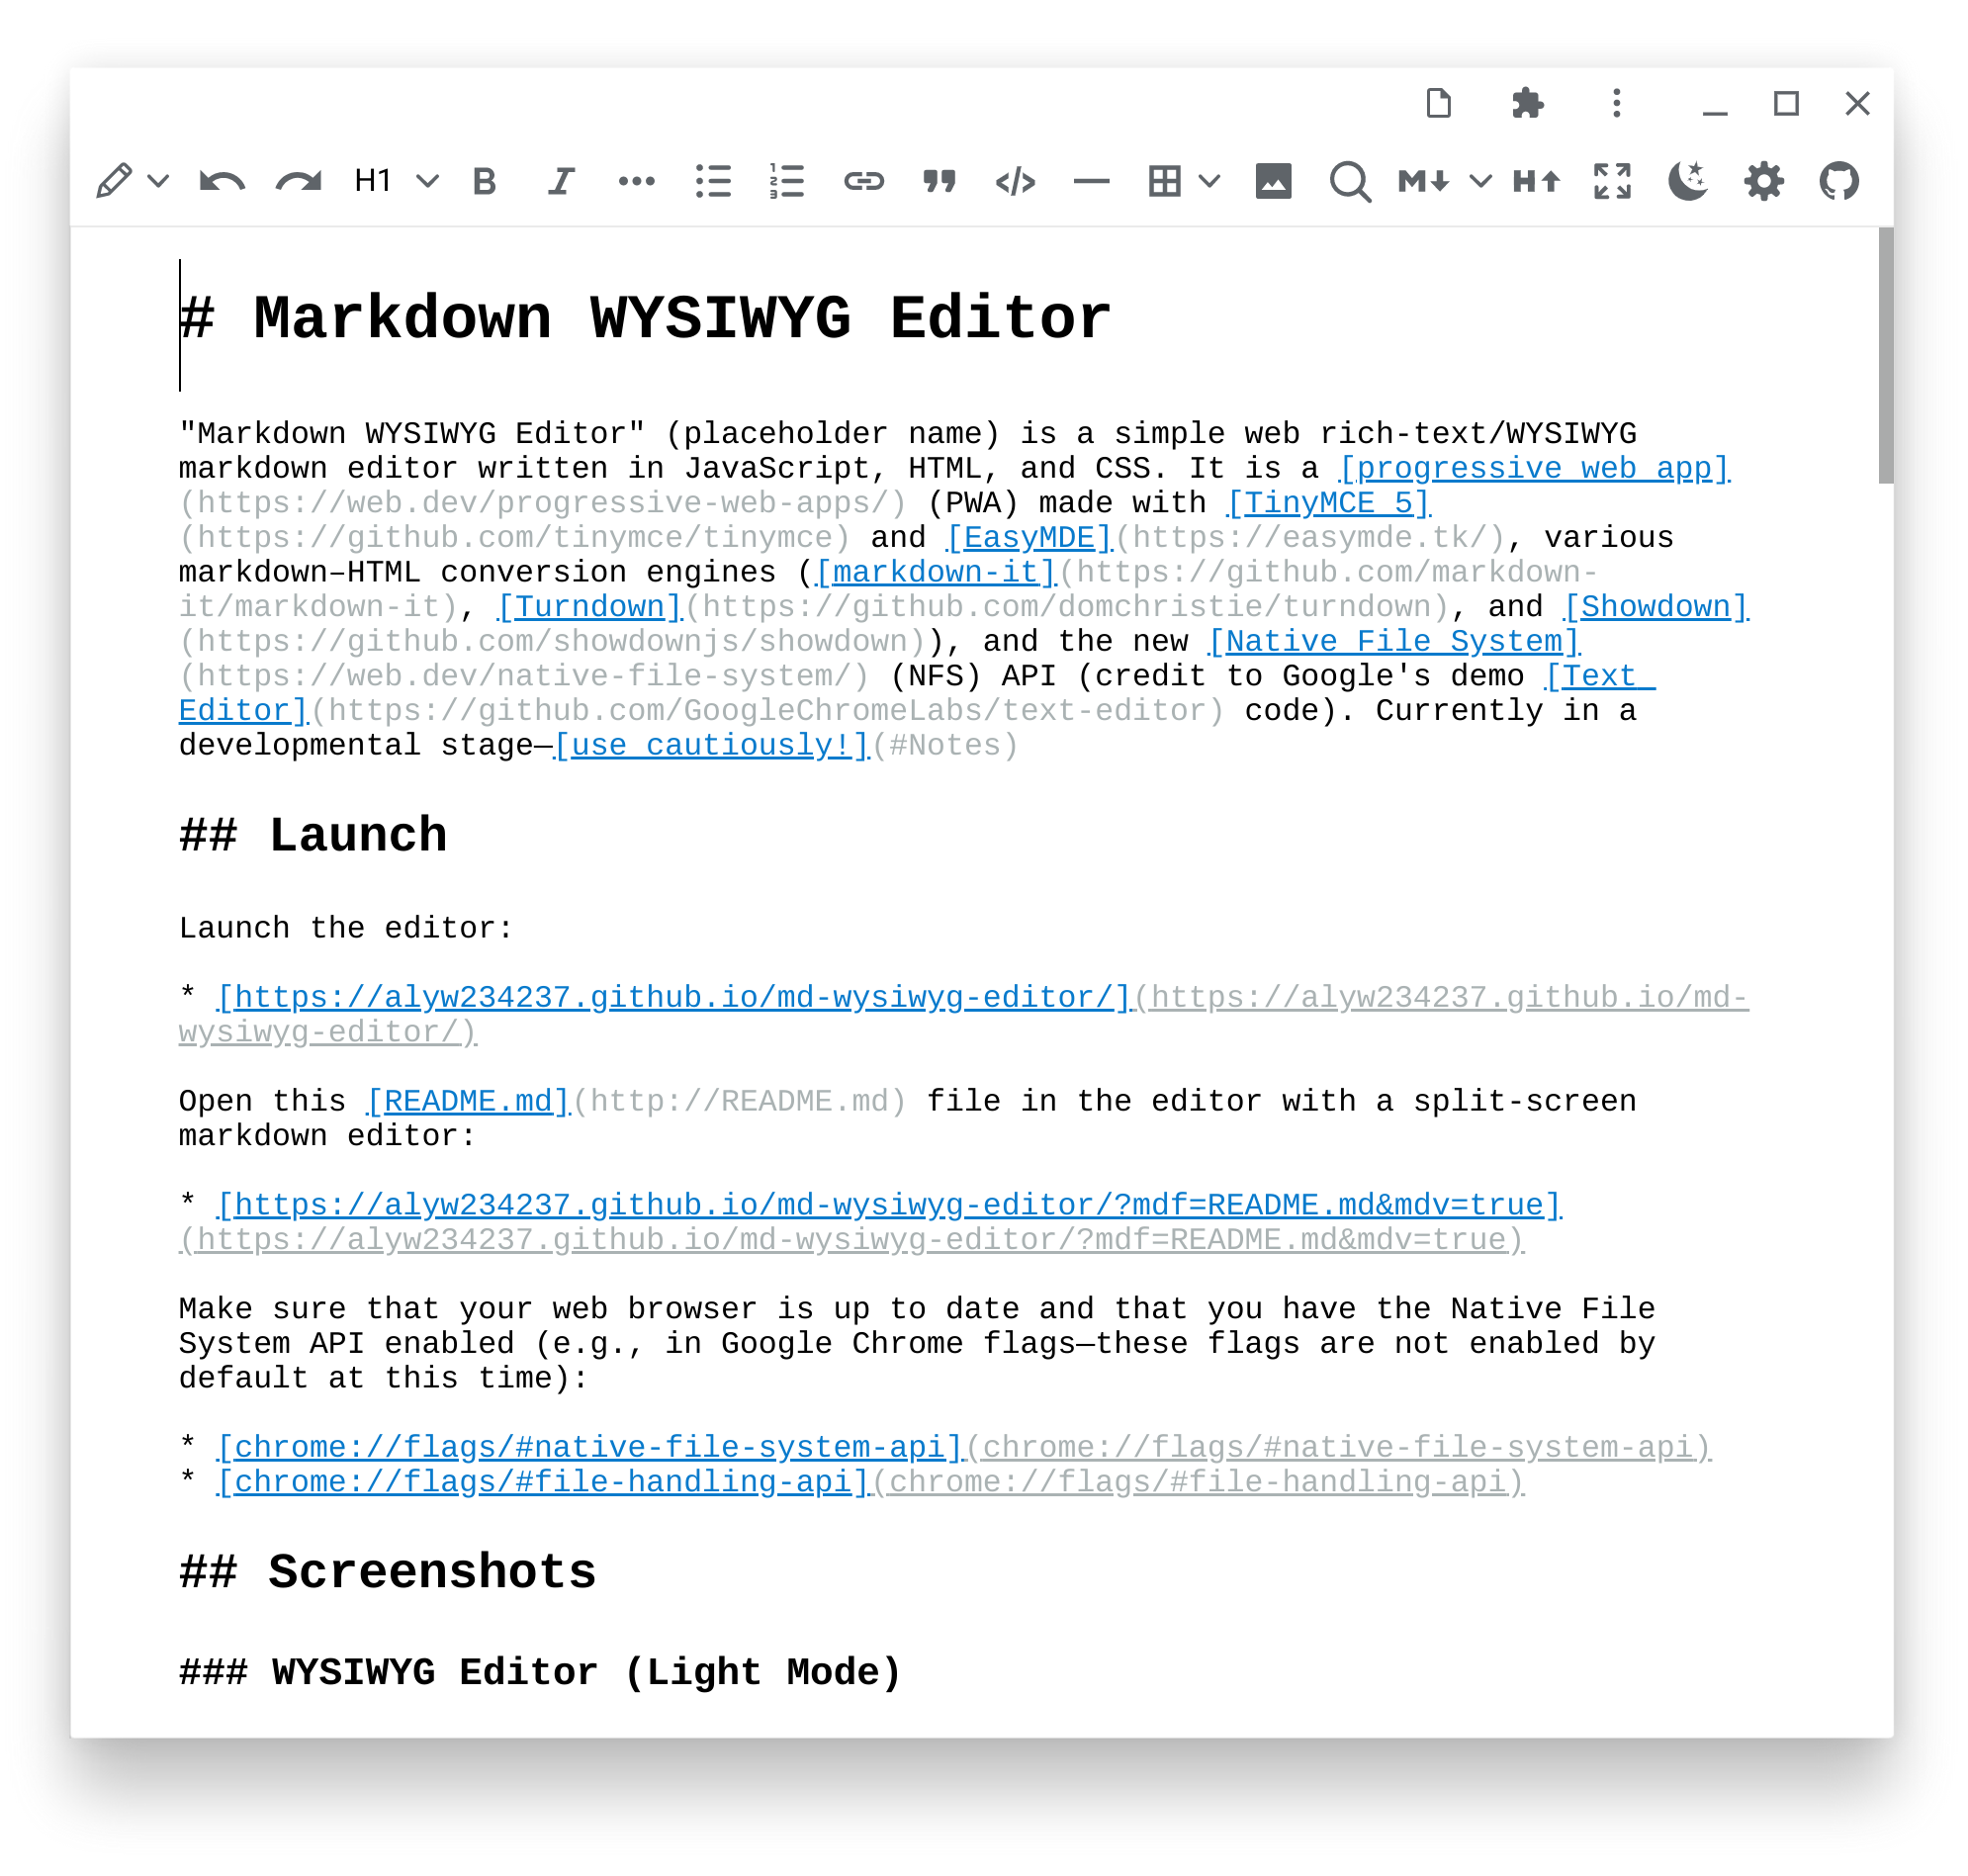 H1 B I 1 2 3 </> M H
# Markdown WYSIWYG Editor
"Markdown WYSIWYG Editor" (placeholder name) is a simple web rich-text/WYSIWYG
markdown editor written in JavaScript, HTML, and CSS. It is a [progressive web app]
(https://web.dev/progressive-web-apps/) (PWA) made with [TinyMCE 5]
(https://github.com/tinymce/tinymce) and [EasyMDE](https://easymde.tk/), various
markdown–HTML conversion engines ([markdown-it](https://github.com/markdown-
it/markdown-it), [Turndown](https://github.com/domchristie/turndown), and [Showdown]
(https://github.com/showdownjs/showdown)), and the new [Native File System]
(https://web.dev/native-file-system/) (NFS) API (credit to Google's demo [Text
Editor](https://github.com/GoogleChromeLabs/text-editor) code). Currently in a
developmental stage—[use cautiously!](#Notes)
## Launch
Launch the editor:
* [https://alyw234237.github.io/md-wysiwyg-editor/](https://alyw234237.github.io/md-
wysiwyg-editor/)
Open this [README.md](http://README.md) file in the editor with a split-screen
markdown editor:
* [https://alyw234237.github.io/md-wysiwyg-editor/?mdf=README.md&mdv=true]
(https://alyw234237.github.io/md-wysiwyg-editor/?mdf=README.md&mdv=true)
Make sure that your web browser is up to date and that you have the Native File
System API enabled (e.g., in Google Chrome flags—these flags are not enabled by
default at this time):
* [chrome://flags/#native-file-system-api](chrome://flags/#native-file-system-api)
* [chrome://flags/#file-handling-api](chrome://flags/#file-handling-api)
## Screenshots
### WYSIWYG Editor (Light Mode)